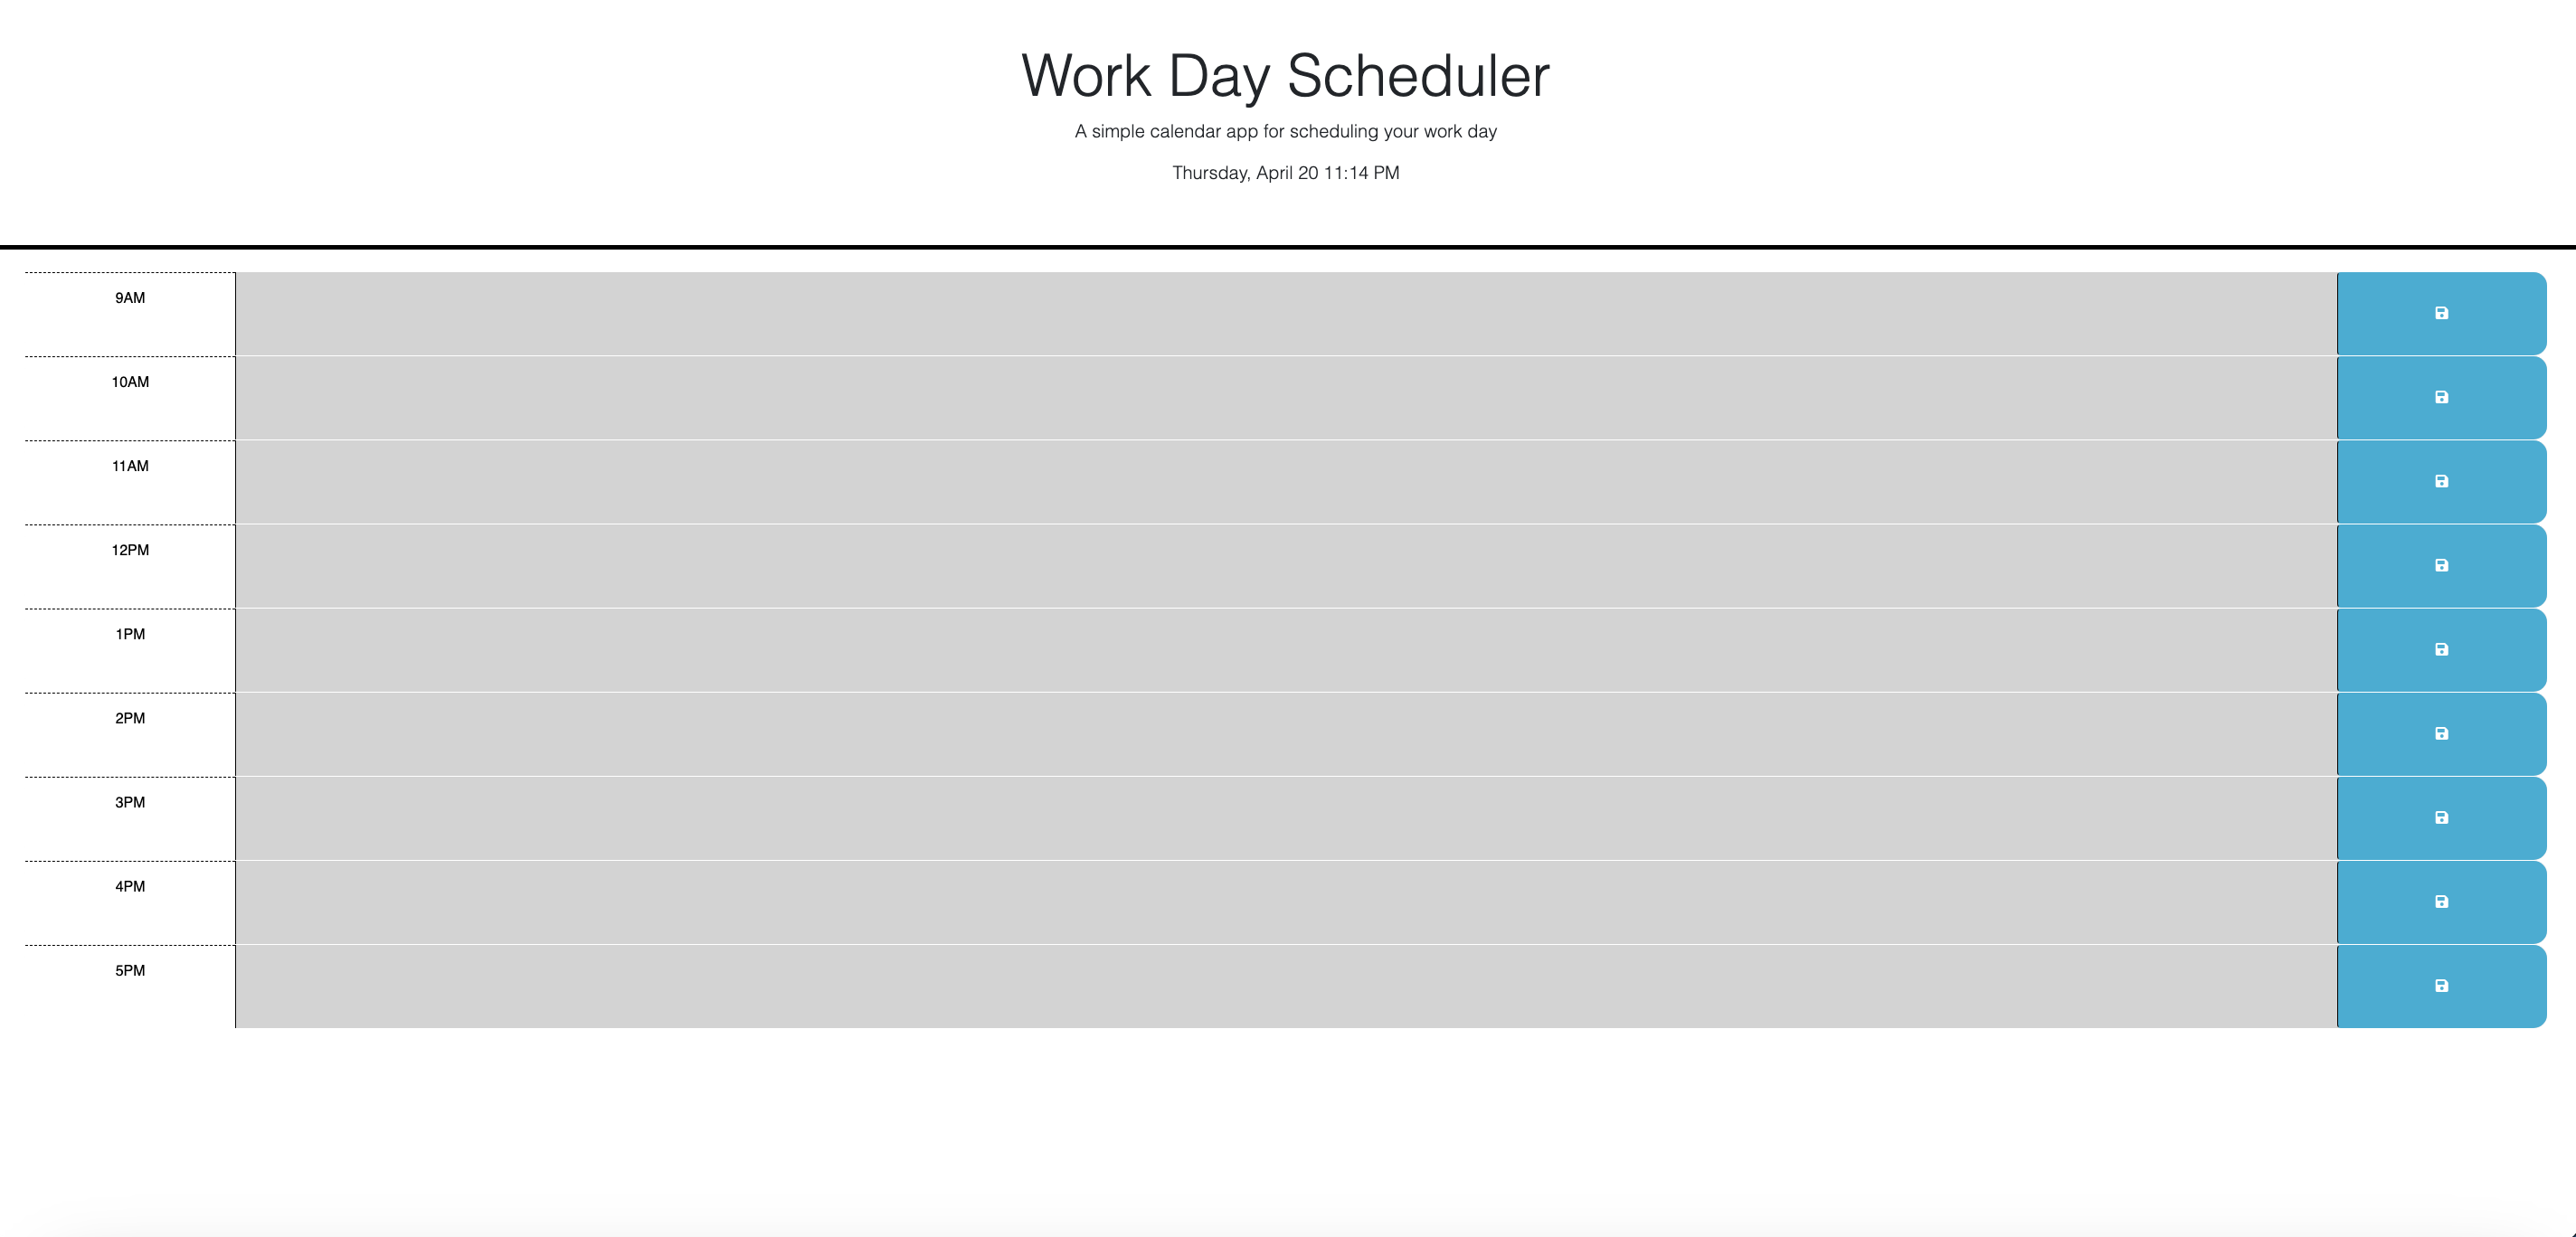 Work Day Scheduler
A simple calendar app for scheduling your work day
Thursday, April 20 11:14 PM
9AM
10AM
11AM
12PM
1PM
2PM
3PM
4PM
5PM